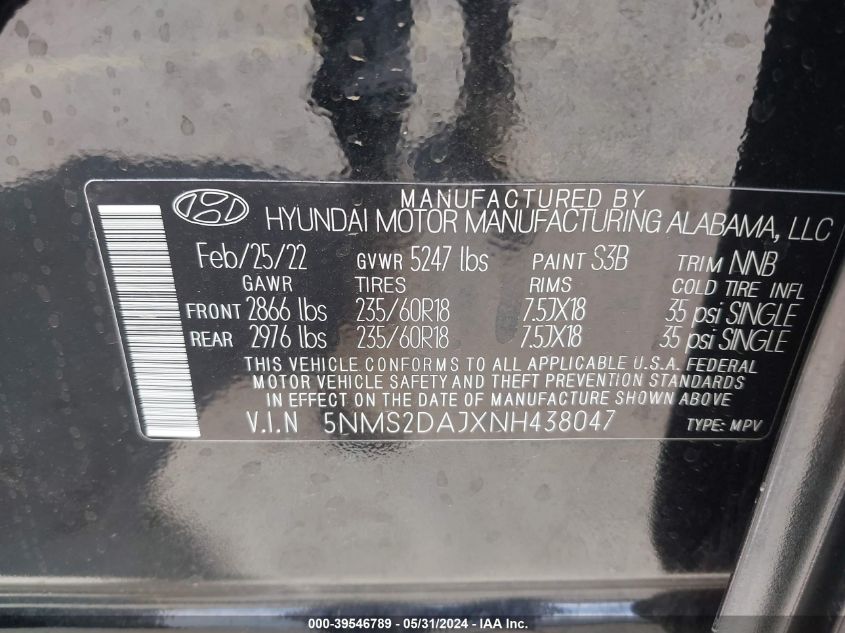 MANUFACTURED BY
HYUNDAI MOTOR MANUFACTURING ALABAMA, LLC
Feb/25/22 GVWR 5247 lbs PAINT S3B TRIM NNB
GAWR TIRES RIMS COLD TIRE INFL
FRONT 2866 lbs 235/60R18 7.5JX18 35 psi SINGLE
REAR 2976 lbs 235/60R18 7.5JX18 35 psi SINGLE
THIS VEHICLE CONFORMS TO ALL APPLICABLE U.S.A. FEDERAL
MOTOR VEHICLE SAFETY AND THEFT PREVENTION STANDARDS
IN EFFECT ON THE DATE OF MANUFACTURE SHOWN ABOVE
V.I.N 5NMS2DAJXNH438047 TYPE: MPV
000-39546789 - 05/31/2024 - IAA, Inc.